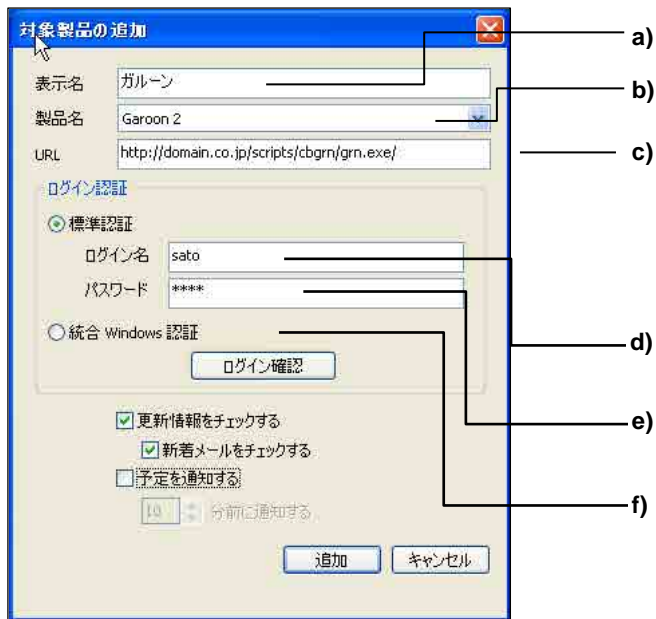 対象製品の追加
a)
表示名 ガルーン
b)
製品名 Garoon 2
URL http://domain.co.jp/scripts/cbgrn/grn.exe/
c)
ログイン認証
標準認証
ログイン名 sato
パスワード ****
統合 Windows 認証
d)
ログイン確認
e)
更新情報をチェックする
新着メールをチェックする
予定を通知する
f)
10 分前に通知する
追加 キャンセル